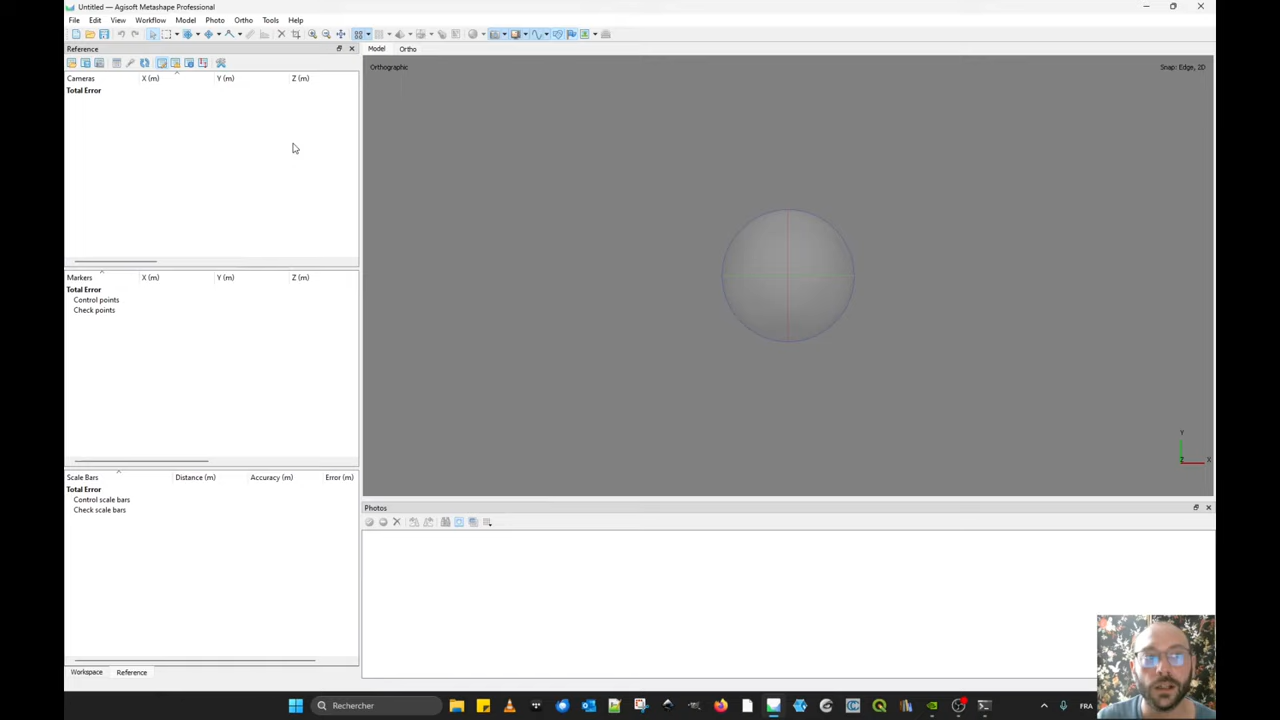 Untitled — Agisoft Metashape Professional
File Edit View Workflow Model Photo Ortho Tools Help
Reference
Model Ortho
Orthographic
Snap: Edge, 2D
Cameras X (m) Y (m) Z (m)
Total Error
Markers X (m) Y (m) Z (m)
Total Error
Control points
Check points
Y
Z X
Scale Bars Distance (m) Accuracy (m) Error (m)
Total Error
Control scale bars
Check scale bars
Photos
Workspace Reference
Rechercher
FRA